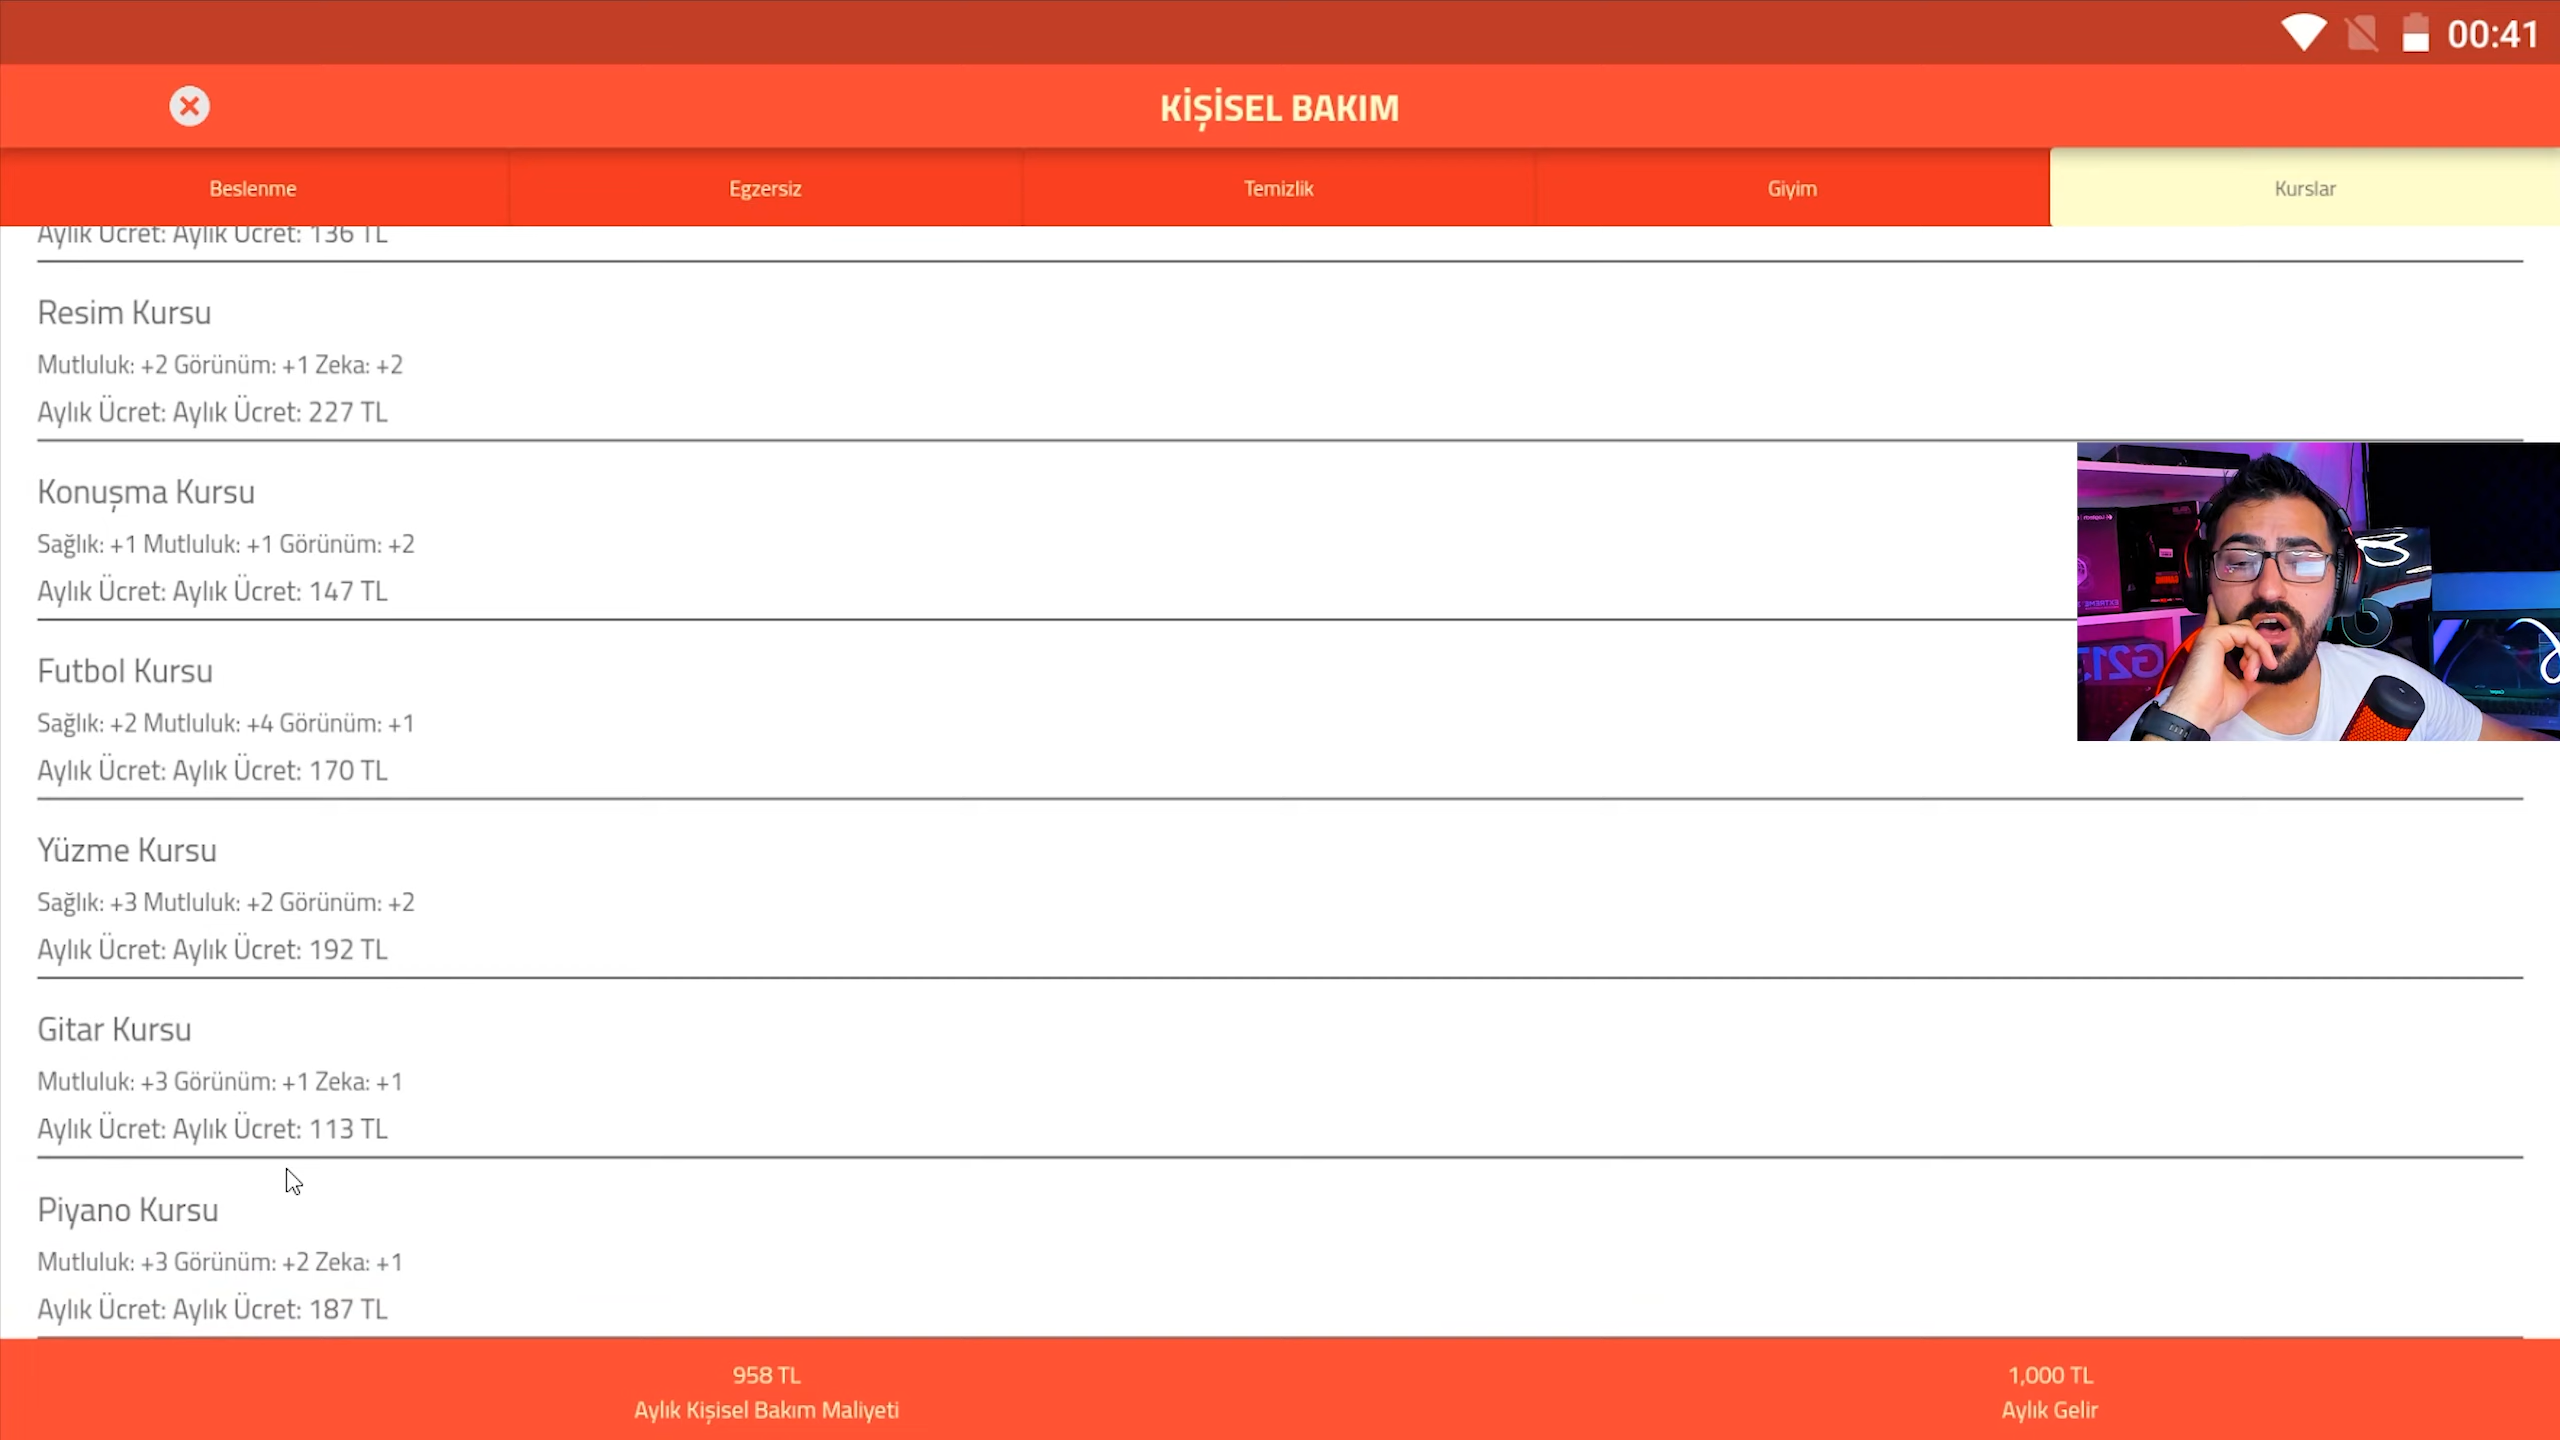 00:41
KİŞİSEL BAKIM
Beslenme
Egzersiz
Temizlik
Giyim
Kurslar
Aylık Ücret: Aylık Ücret: 136 TL
Resim Kursu
Mutluluk: +2 Görünüm: +1 Zeka: +2
Aylık Ücret: Aylık Ücret: 227 TL
Konuşma Kursu
Sağlık: +1 Mutluluk: +1 Görünüm: +2
Aylık Ücret: Aylık Ücret: 147 TL
Futbol Kursu
Sağlık: +2 Mutluluk: +4 Görünüm: +1
Aylık Ücret: Aylık Ücret: 170 TL
Yüzme Kursu
Sağlık: +3 Mutluluk: +2 Görünüm: +2
Aylık Ücret: Aylık Ücret: 192 TL
Gitar Kursu
Mutluluk: +3 Görünüm: +1 Zeka: +1
Aylık Ücret: Aylık Ücret: 113 TL
Piyano Kursu
Mutluluk: +3 Görünüm: +2 Zeka: +1
Aylık Ücret: Aylık Ücret: 187 TL
958 TL
Aylık Kişisel Bakım Maliyeti
1,000 TL
Aylık Gelir
G213